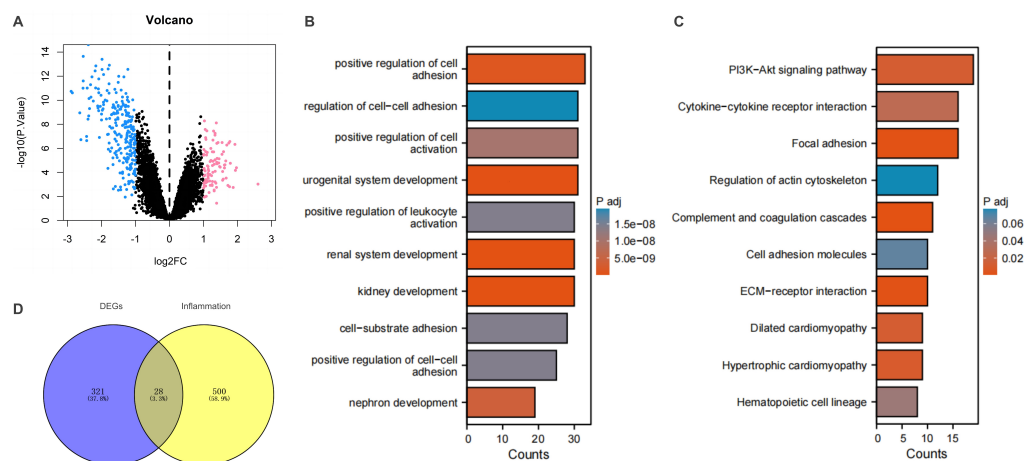 A
Volcano
-log10(P.Value)
14
12
10
8
6
4
2
0
-3 -2 -1 0 1 2 3
log2FC
B
positive regulation of cell
adhesion
regulation of cell−cell adhesion
positive regulation of cell
activation
urogenital system development
positive regulation of leukocyte
activation
renal system development
kidney development
cell−substrate adhesion
positive regulation of cell−cell
adhesion
nephron development
0 10 20 30
Counts
P adj
1.5e−08
1.0e−08
5.0e−09
C
PI3K−Akt signaling pathway
Cytokine−cytokine receptor interaction
Focal adhesion
Regulation of actin cytoskeleton
Complement and coagulation cascades
Cell adhesion molecules
ECM−receptor interaction
Dilated cardiomyopathy
Hypertrophic cardiomyopathy
Hematopoietic cell lineage
0 5 10 15
Counts
P adj
0.06
0.04
0.02
D
DEGs
Inflammation
321
(37.8%)
28
(3.3%)
500
(58.9%)